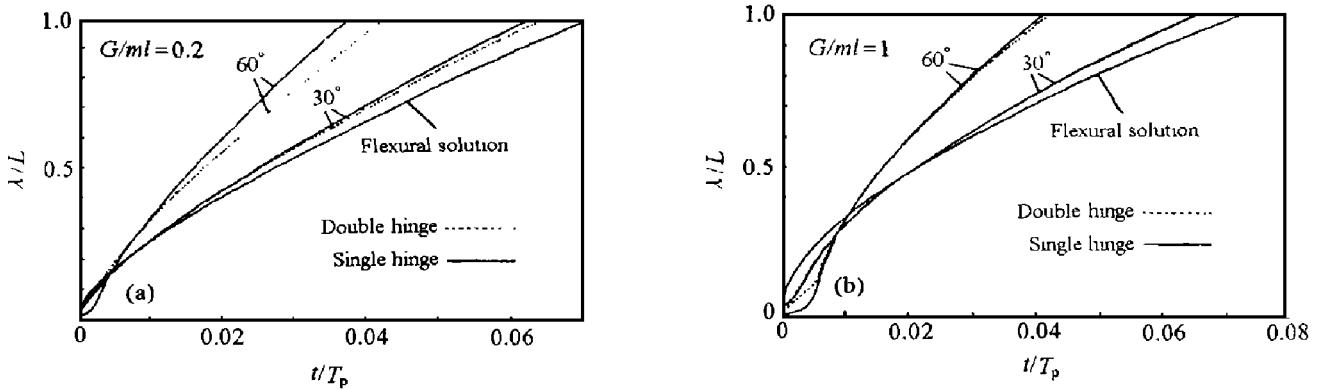 1.0
G/ml = 0.2
60°
30°
Flexural solution
0.5
λ/L
Double hinge
Single hinge
(a)
0
0.02
0.04
0.06
t/Tp
1.0
G/ml = 1
60°
30°
Flexural solution
0.5
λ/L
Double hinge
Single hinge
(b)
0
0
0.02
0.04
0.06
0.08
t/Tp